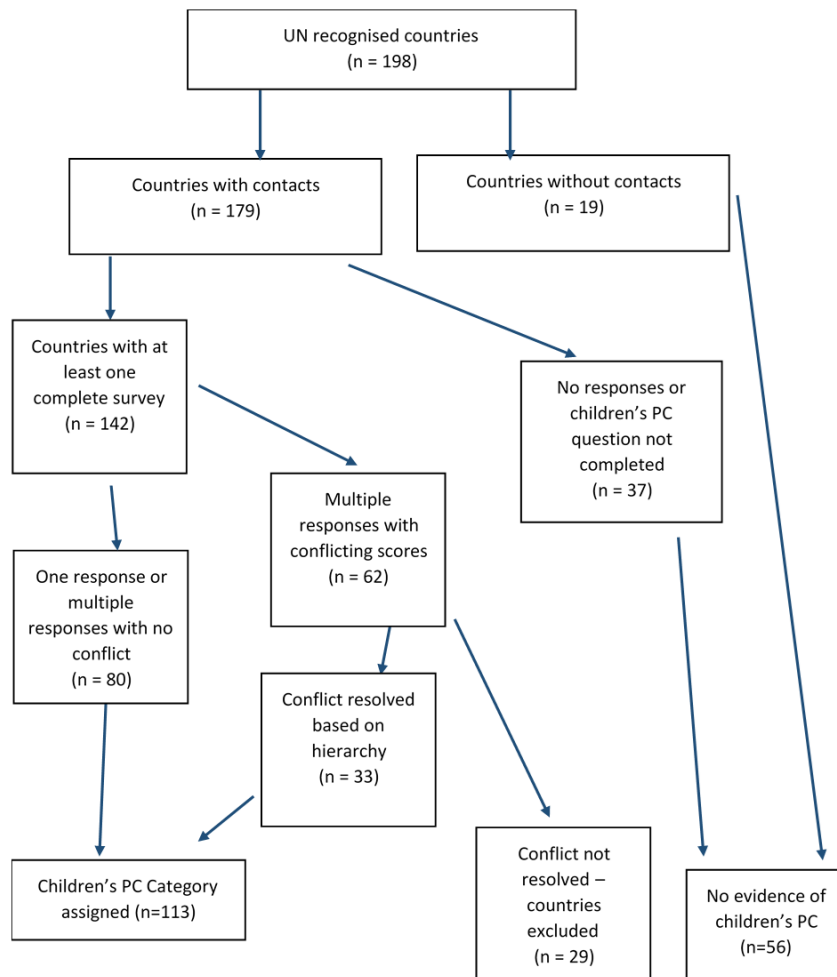 UN recognised countries
(n = 198)
Countries with contacts
(n = 179)
Countries without contacts
(n = 19)
Countries with at
least one
complete survey
(n = 142)
No responses or
children's PC
question not
completed
(n = 37)
Multiple
responses with
conflicting scores
(n = 62)
One response or
multiple
responses with no
conflict
(n = 80)
Conflict resolved
based on
hierarchy
(n = 33)
Children's PC Category
assigned (n=113)
Conflict not
resolved –
countries
excluded
(n = 29)
No evidence of
children's PC
(n=56)